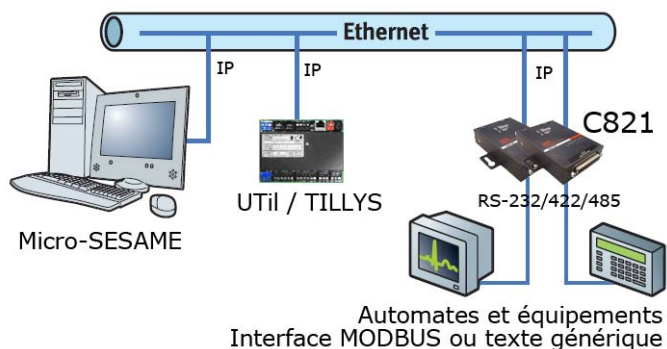 Ethernet
IP
IP
IP
C821
RS-232/422/485
UTil / TILLYS
Micro-SESAME
Automates et équipements
Interface MODBUS ou texte générique